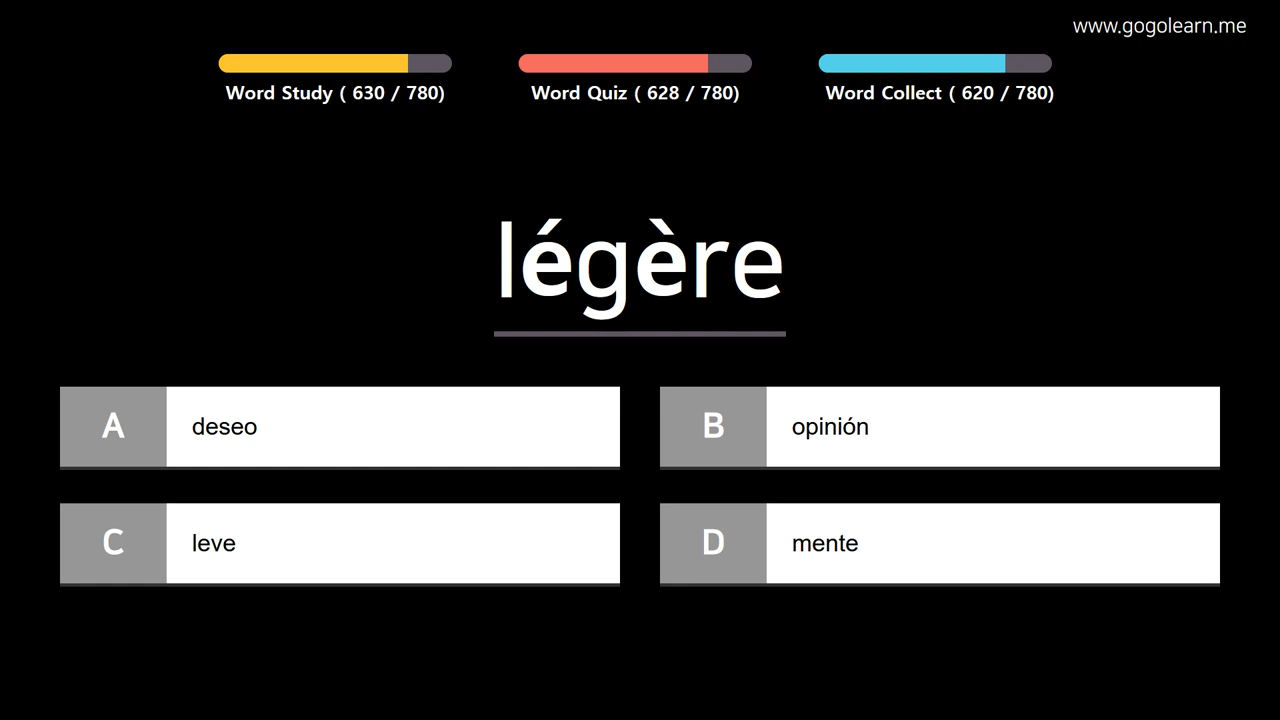 www.gogolearn.me
Word Study ( 630 / 780)
Word Quiz ( 628 / 780)
Word Collect ( 620 / 780)
légère
A deseo
B opinión
C leve
D mente